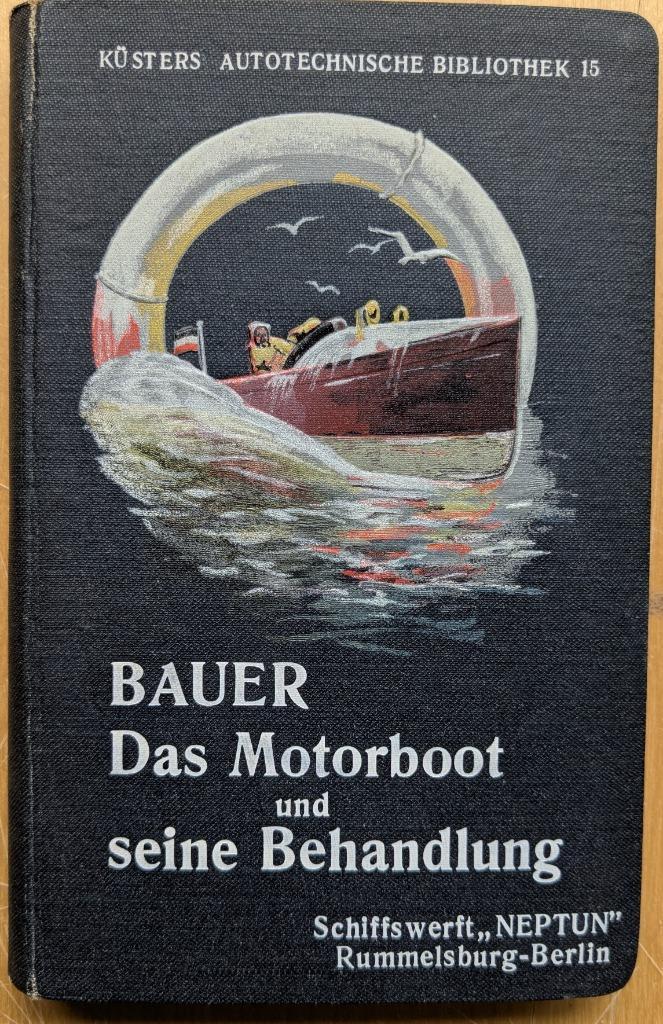 KÜSTERS AUTOTECHNISCHE BIBLIOTHEK 15
BAUER
Das Motorboot
und
seine Behandlung
Schiffswerft „NEPTUN”
Rummelsburg-Berlin